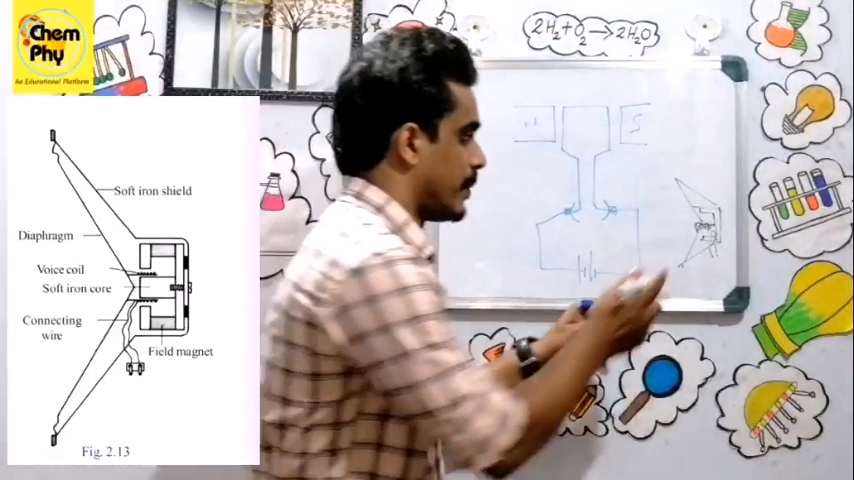 Chem
Phy
An Educational Platform
2H₂+O₂→2H₂O
S
Soft iron shield
Diaphragm
Voice coil
Soft iron core
Connecting
wire
Field magnet
Fig. 2.13